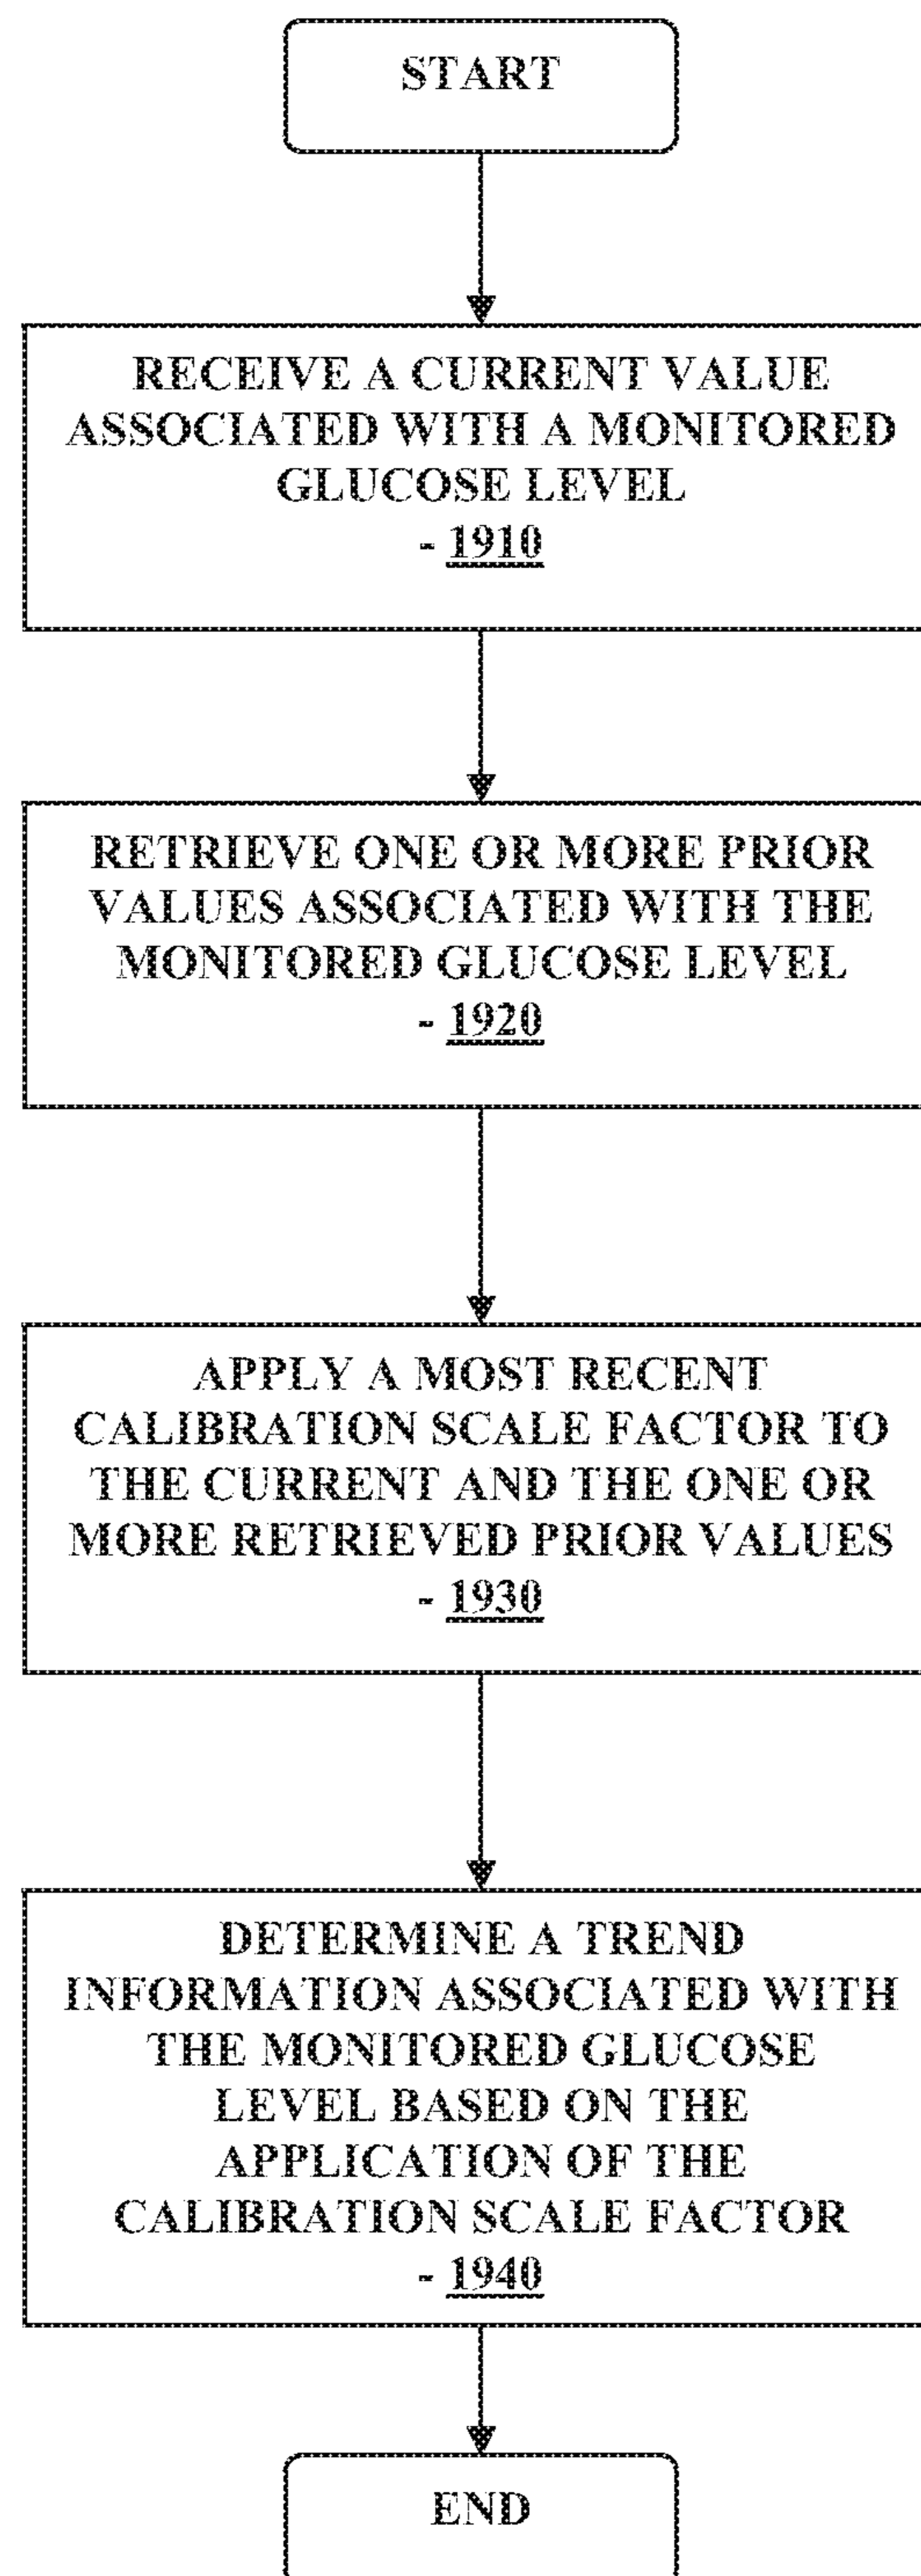 START
RECEIVE A CURRENT VALUE
ASSOCIATED WITH A MONITORED
GLUCOSE LEVEL
- 1910
RETRIEVE ONE OR MORE PRIOR
VALUES ASSOCIATED WITH THE
MONITORED GLUCOSE LEVEL
- 1920
APPLY A MOST RECENT
CALIBRATION SCALE FACTOR TO
THE CURRENT AND THE ONE OR
MORE RETRIEVED PRIOR VALUES
- 1930
DETERMINE A TREND
INFORMATION ASSOCIATED WITH
THE MONITORED GLUCOSE
LEVEL BASED ON THE
APPLICATION OF THE
CALIBRATION SCALE FACTOR
- 1940
END